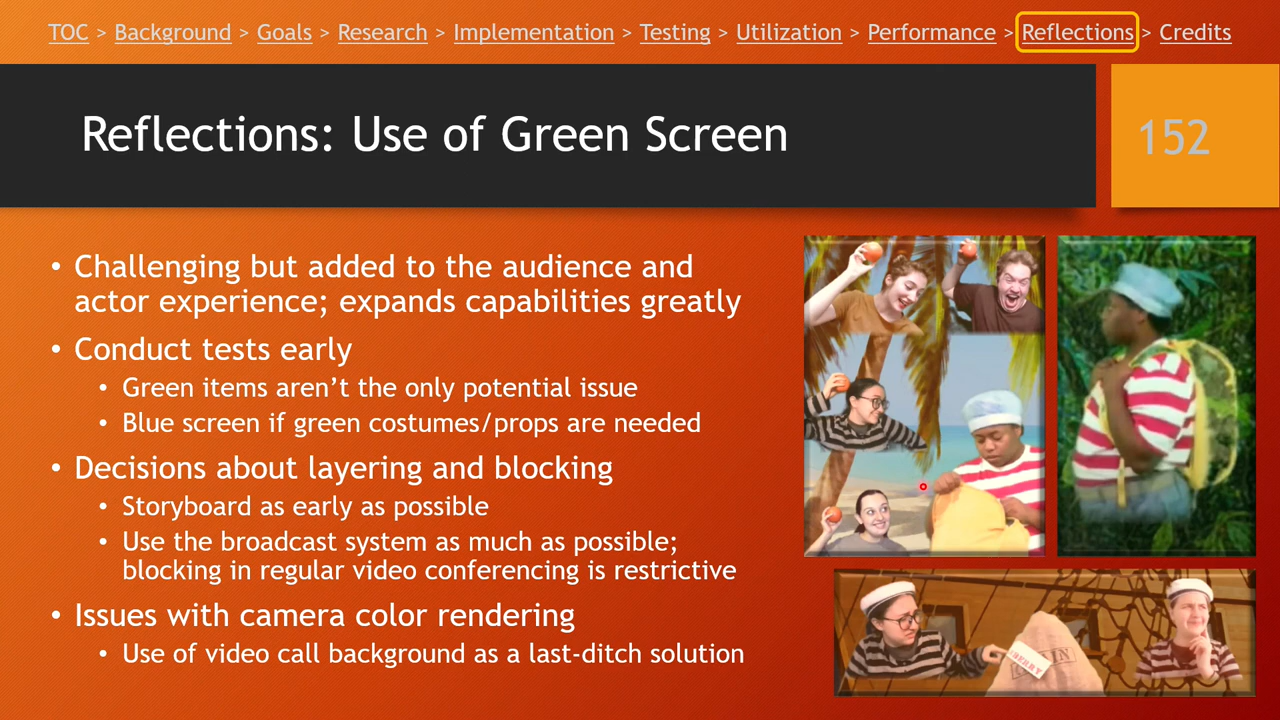 TOC > Background > Goals > Research > Implementation > Testing > Utilization > Performance > Reflections > Credits
Reflections: Use of Green Screen
152
• Challenging but added to the audience and
actor experience; expands capabilities greatly
• Conduct tests early
• Green items aren’t the only potential issue
• Blue screen if green costumes/props are needed
• Decisions about layering and blocking
• Storyboard as early as possible
• Use the broadcast system as much as possible;
blocking in regular video conferencing is restrictive
• Issues with camera color rendering
• Use of video call background as a last-ditch solution